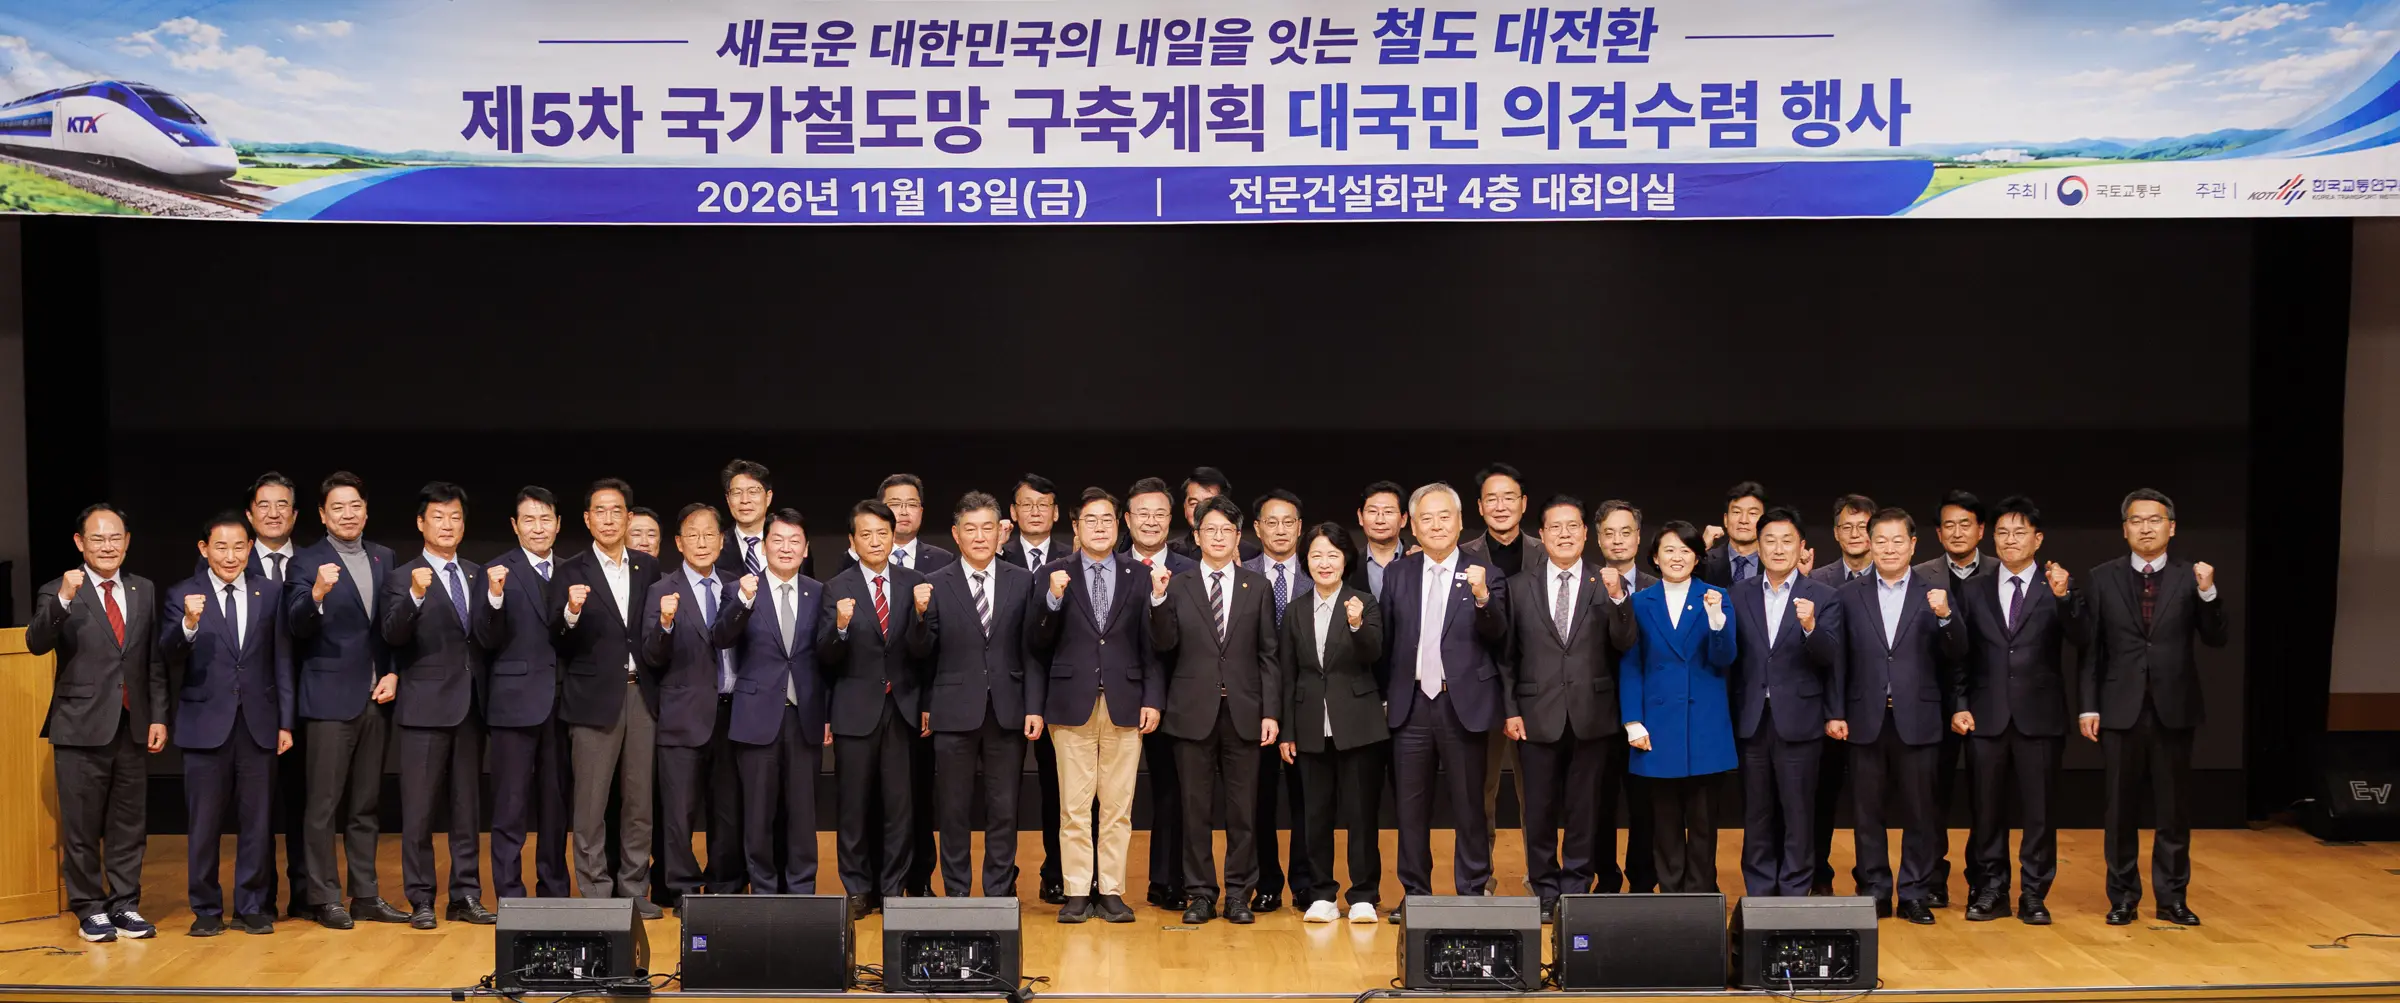 새로운 대한민국의 내일을 잇는 철도 대전환
제5차 국가철도망 구축계획 대국민 의견수렴 행사
2026년 11월 13일(금) | 전문건설회관 4층 대회의실
주최 | 국토교통부 주관 | KOTI 한국교통연구
KOREA TRANSPORT
KTX
EV